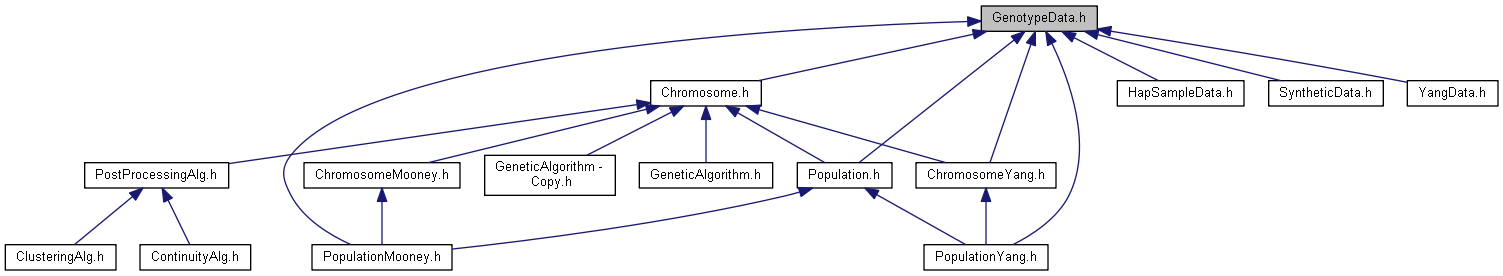 GenotypeData.h
Chromosome.h
HapSampleData.h
SyntheticData.h
YangData.h
PostProcessingAlg.h
ChromosomeMooney.h
GeneticAlgorithm -
Copy.h
GeneticAlgorithm.h
Population.h
ChromosomeYang.h
ClusteringAlg.h
ContinuityAlg.h
PopulationMooney.h
PopulationYang.h